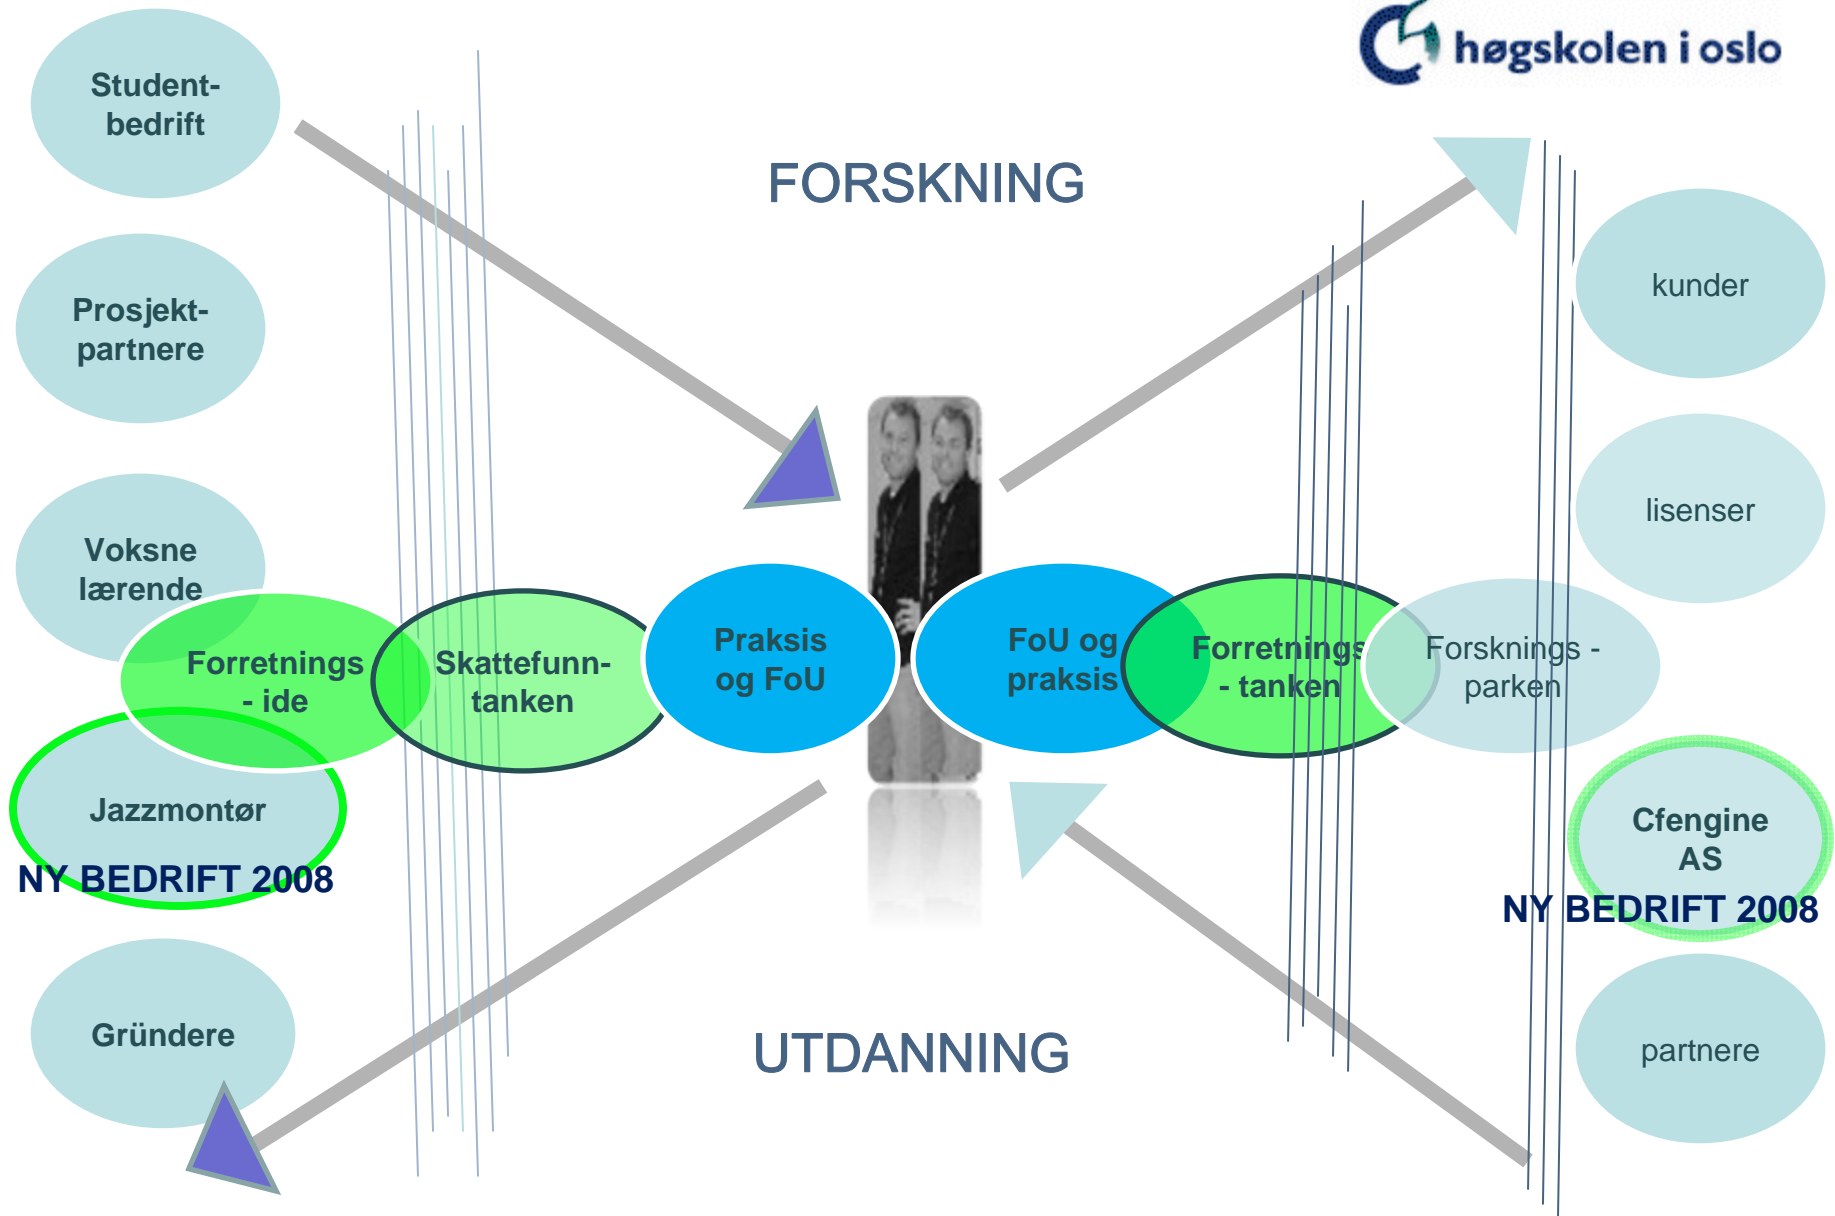 høgskolen i oslo
Student-
bedrift
FORSKNING
Prosjekt-
partnere
kunder
lisenser
Voksne
lærende
Forretnings
- ide
Skattefunn-
tanken
Praksis
og FoU
FoU og
praksis
Forretnings
- tanken
Forsknings -
parken
Jazzmontør
NY BEDRIFT 2008
Cfengine
AS
NY BEDRIFT 2008
Gründere
UTDANNING
partnere